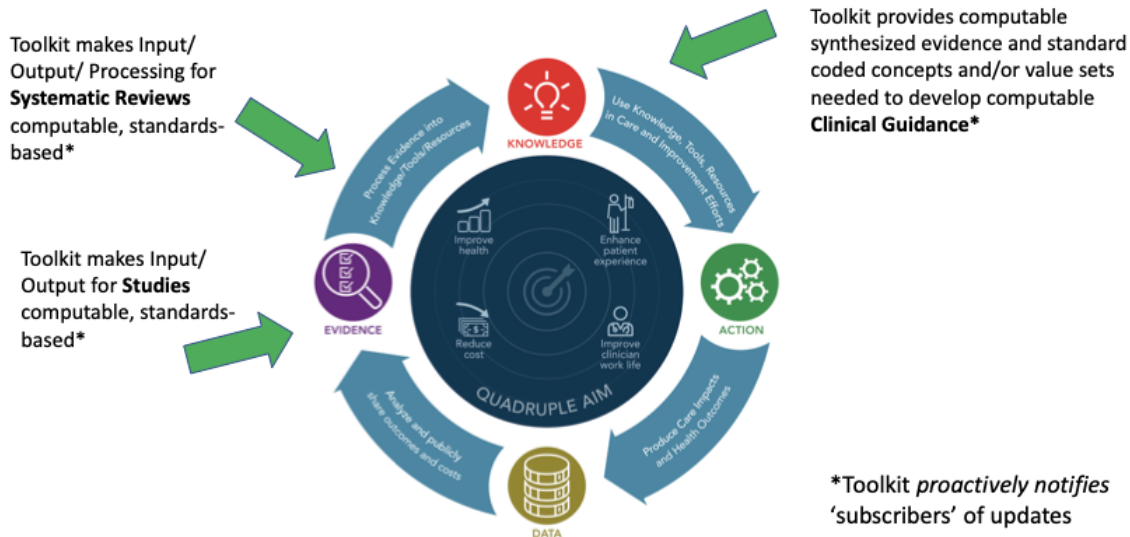 Toolkit makes Input/
Output/ Processing for
Systematic Reviews
computable, standards-
based*
Toolkit provides computable
synthesized evidence and standard
coded concepts and/or value sets
needed to develop computable
Clinical Guidance*
Toolkit makes Input/
Output for Studies
computable, standards-
based*
KNOWLEDGE
Use Knowledge, Tools, Resources
in Care and Improvement Efforts
ACTION
Produce Care Impacts
and Health Outcomes
DATA
Analyze and publicly
share outcomes and costs
EVIDENCE
Process Evidence into
Knowledge/Tools/Resources
Improve
health
Enhance
patient
experience
$
Reduce
cost
Improve
clinician
work life
QUADRUPLE AIM
*Toolkit proactively notifies
‘subscribers’ of updates